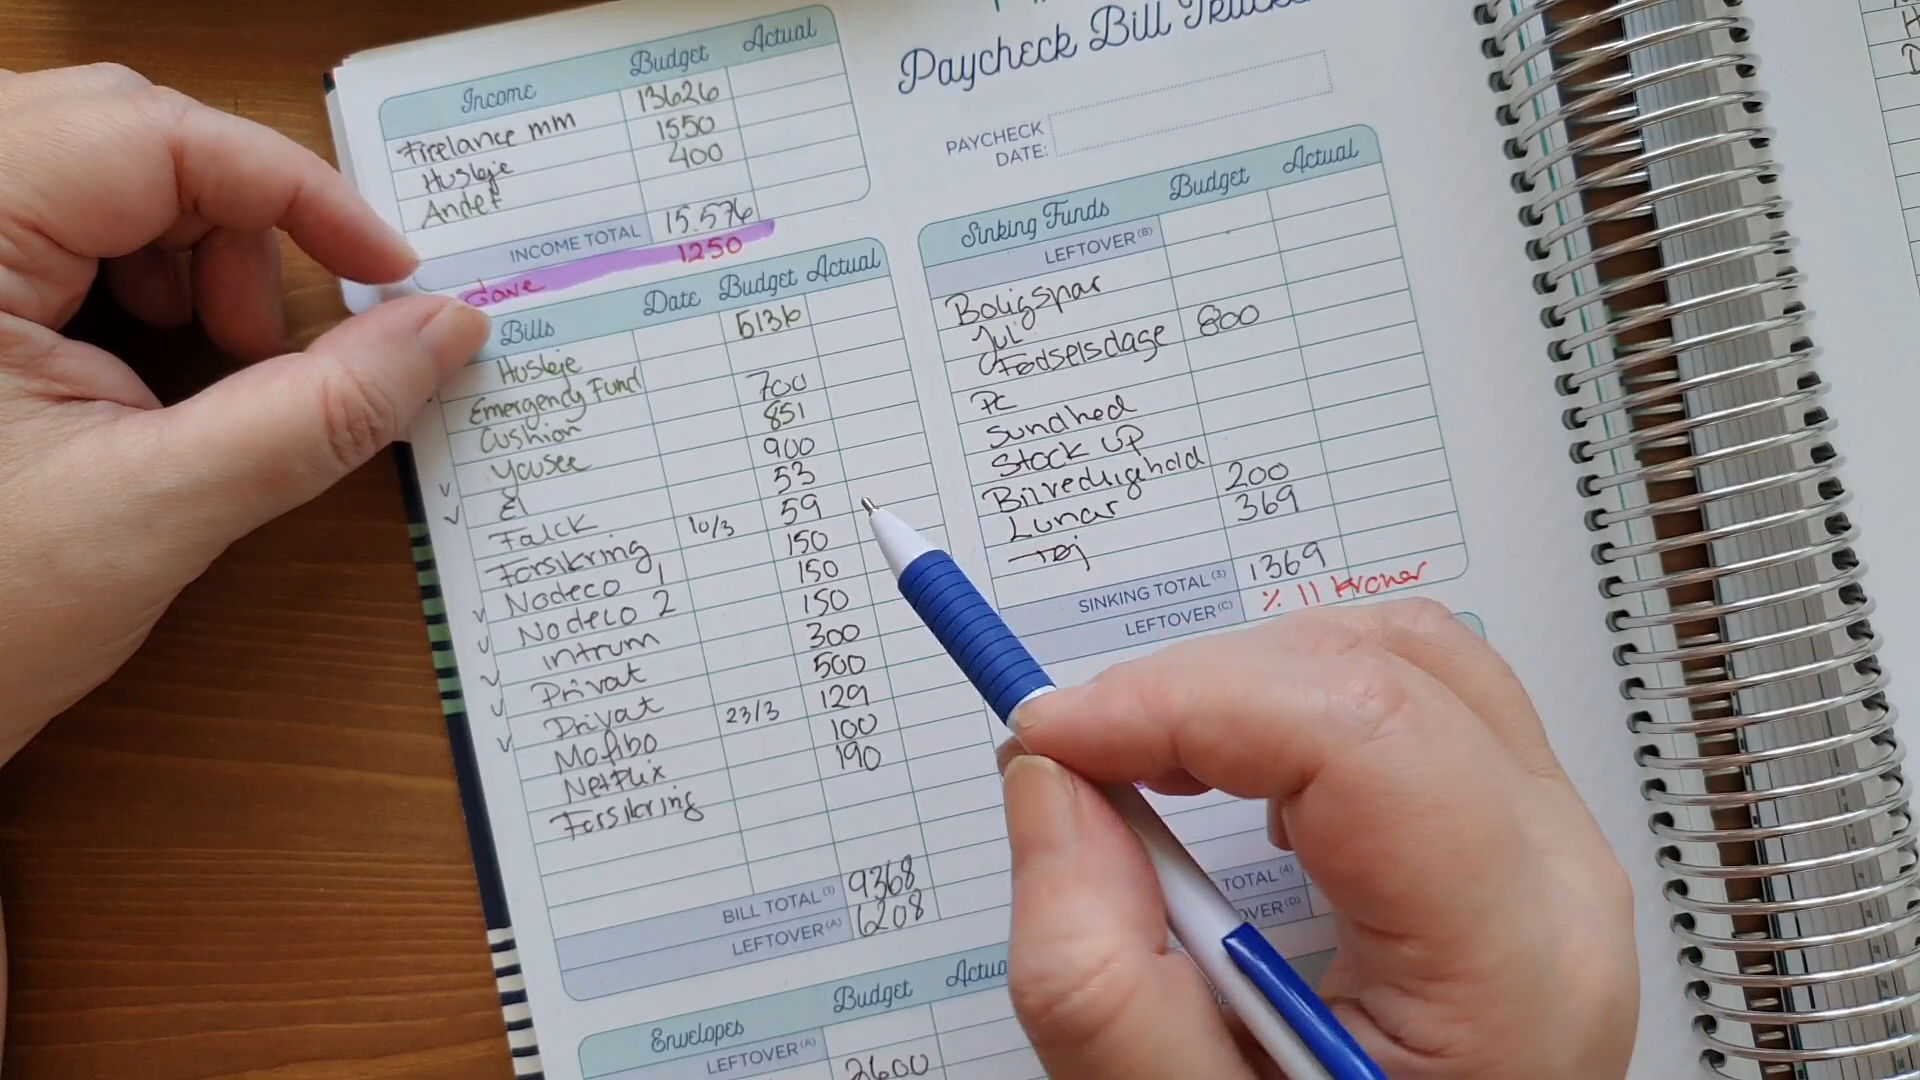 Income Budget Actual
Freelance mm 13626
Husleje 1550
Andet 400
INCOME TOTAL 15.576
Gave 1250
Bills Date Budget Actual
Husleje 5136
Emergency Fund
Cushion 700
Yousee 851
El 900
Falck 53
Forsikring 10/3 59
Nodeco 1 150
Nodeco 2 150
intrum 150
Privat 300
Privat 500
Mofibo 23/3 129
Netflix 100
Forsikring 190
BILL TOTAL (1) 9368
LEFTOVER (A) 6208
Envelopes Budget
LEFTOVER (A)
2600
Paycheck Bill
PAYCHECK
DATE:
Sinking Funds Budget Actual
LEFTOVER (B)
Boligspar
Jul
Fødselsdage 800
Pc
Sundhed
Stock UP
Bilvedligehold
Lunar 200
Tøj 369
SINKING TOTAL (3) 1369
LEFTOVER (C) % 11 kroner
TOTAL (4)